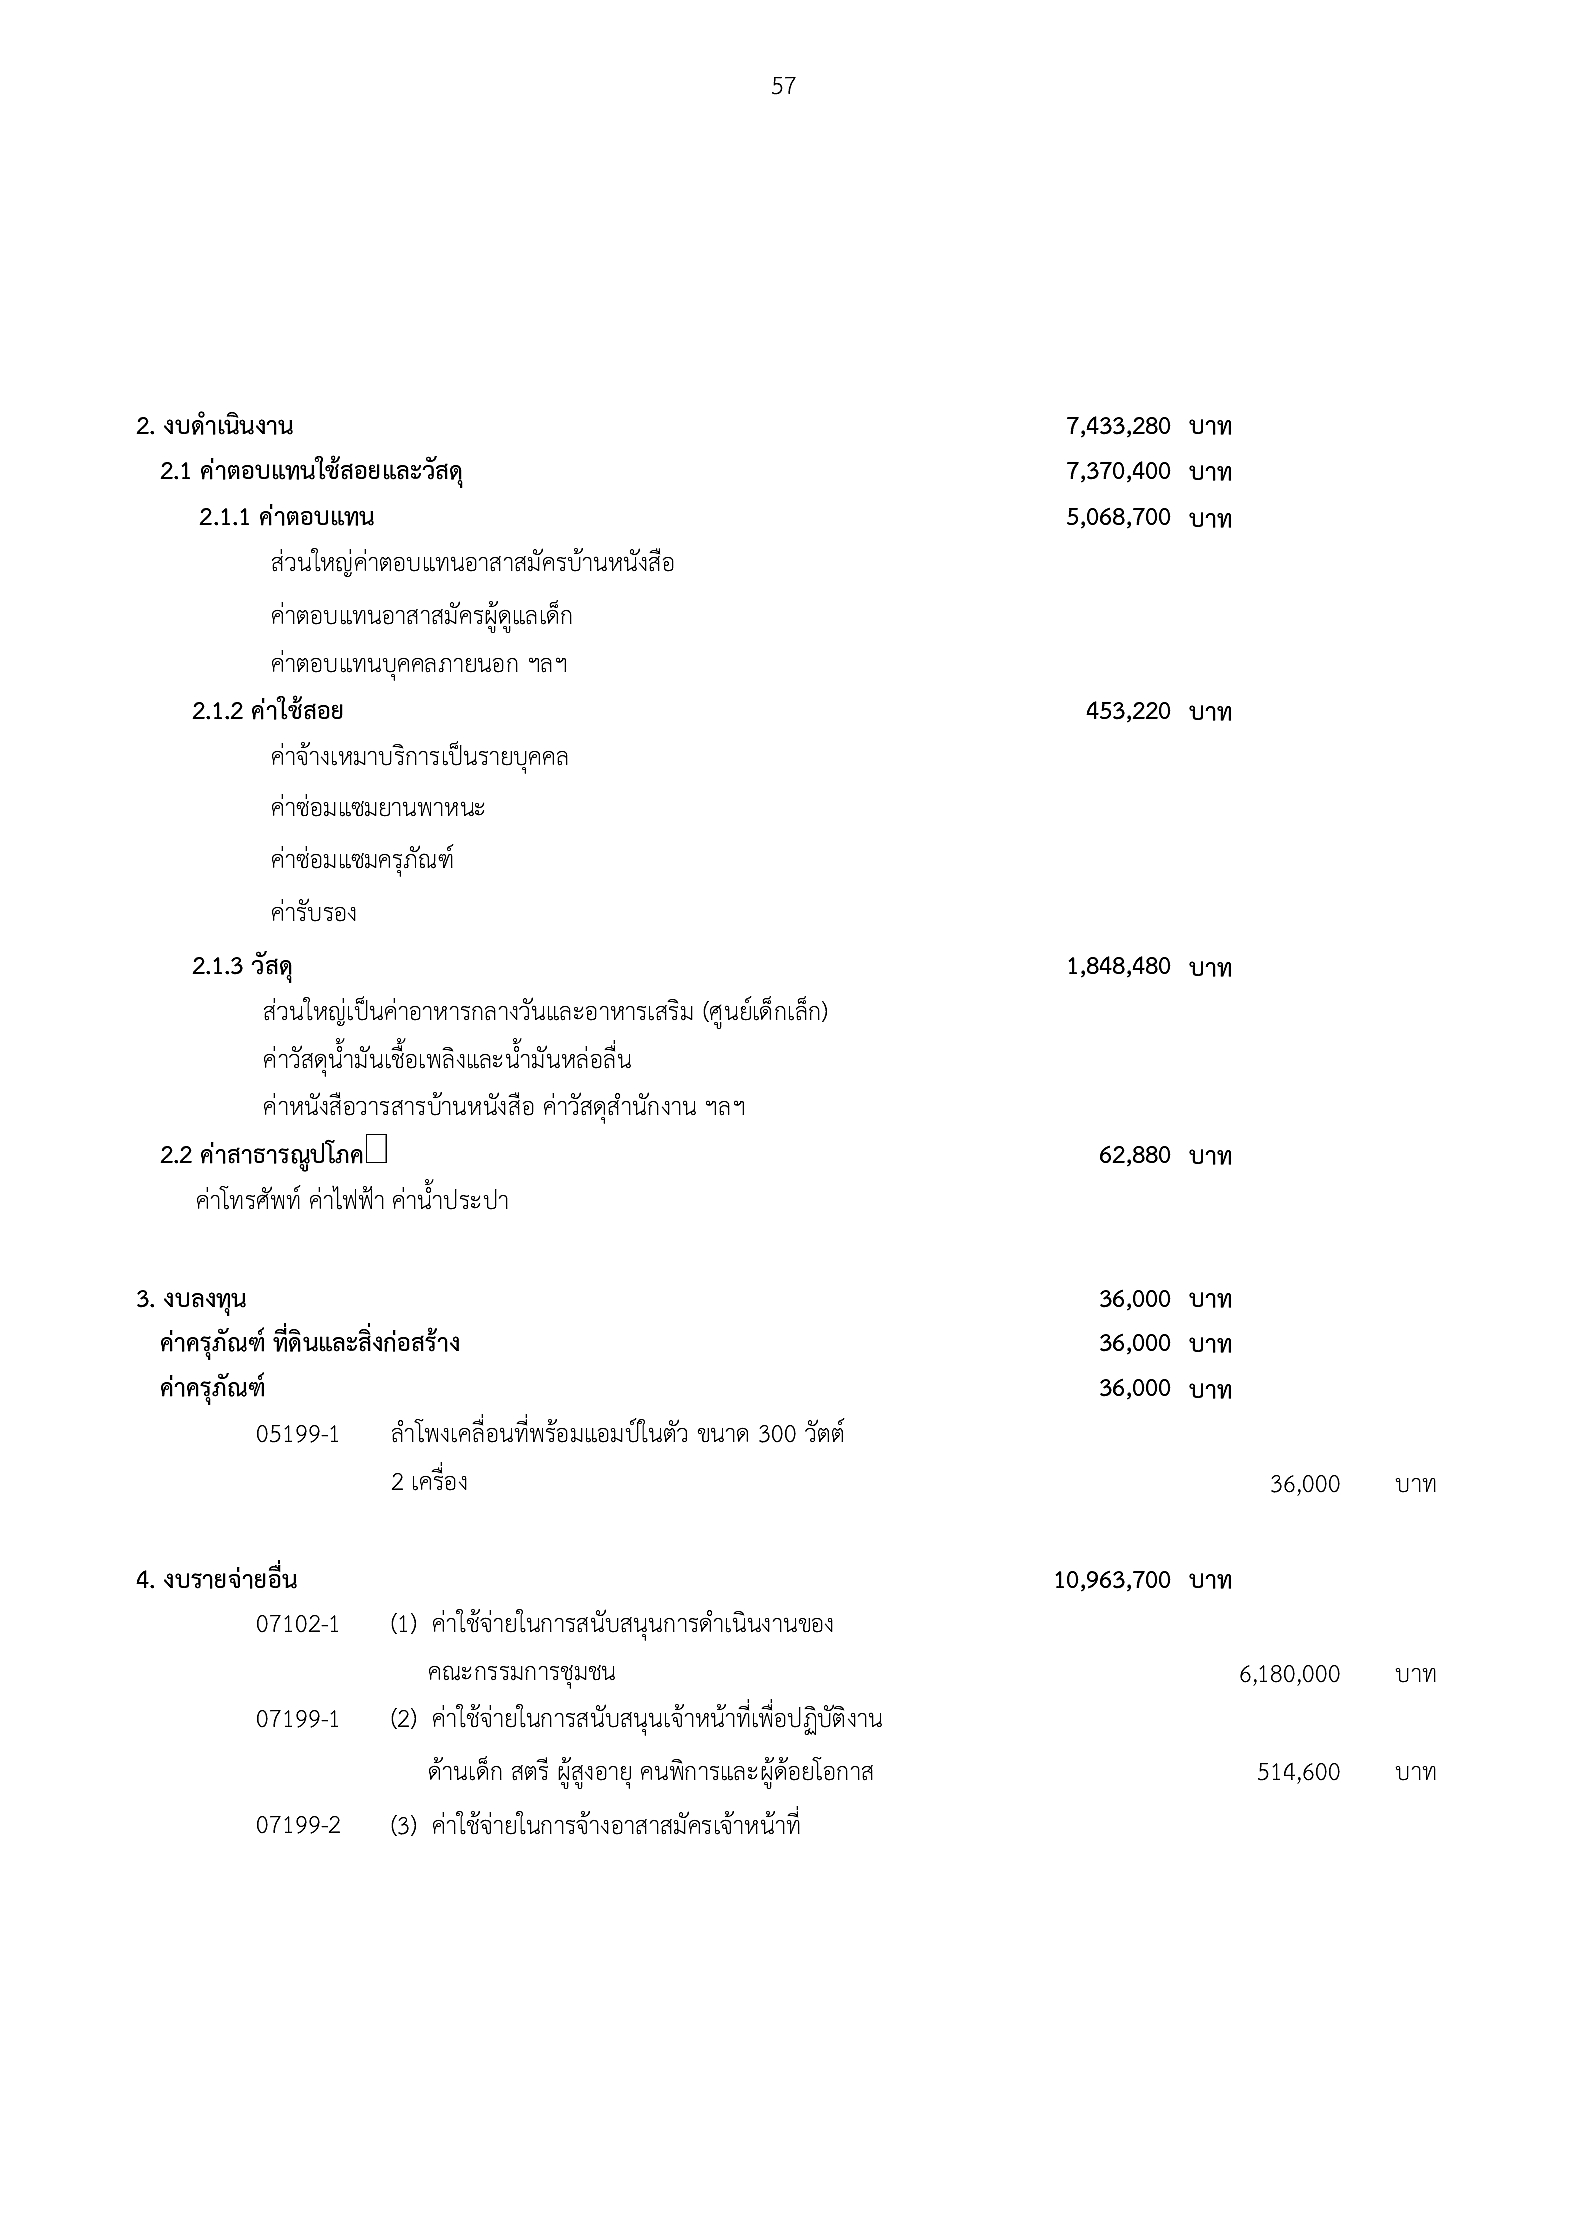 57
2. งบดำเนินงาน 7,433,280 บาท
2.1 ค่าตอบแทนใช้สอยและวัสดุ 7,370,400 บาท
2.1.1 ค่าตอบแทน 5,068,700 บาท
ส่วนใหญ่ค่าตอบแทนอาสาสมัครบ้านหนังสือ
ค่าตอบแทนอาสาสมัครผู้ดูแลเด็ก
ค่าตอบแทนบุคคลภายนอก ฯลฯ
2.1.2 ค่าใช้สอย 453,220 บาท
ค่าจ้างเหมาบริการเป็นรายบุคคล
ค่าซ่อมแซมยานพาหนะ
ค่าซ่อมแซมครุภัณฑ์
ค่ารับรอง
2.1.3 วัสดุ 1,848,480 บาท
ส่วนใหญ่เป็นค่าอาหารกลางวันและอาหารเสริม (ศูนย์เด็กเล็ก)
ค่าวัสดุน้ำมันเชื้อเพลิงและน้ำมันหล่อลื่น
ค่าหนังสือวารสารบ้านหนังสือ ค่าวัสดุสำนักงาน ฯลฯ
2.2 ค่าสาธารณูปโภค 62,880 บาท
ค่าโทรศัพท์ ค่าไฟฟ้า ค่าน้ำประปา
3. งบลงทุน 36,000 บาท
ค่าครุภัณฑ์ ที่ดินและสิ่งก่อสร้าง 36,000 บาท
ค่าครุภัณฑ์ 36,000 บาท
05199-1 ลำโพงเคลื่อนที่พร้อมแอมป์ในตัว ขนาด 300 วัตต์
2 เครื่อง 36,000 บาท
4. งบรายจ่ายอื่น 10,963,700 บาท
07102-1 (1) ค่าใช้จ่ายในการสนับสนุนการดำเนินงานของ
คณะกรรมการชุมชน 6,180,000 บาท
07199-1 (2) ค่าใช้จ่ายในการสนับสนุนเจ้าหน้าที่เพื่อปฏิบัติงาน
ด้านเด็ก สตรี ผู้สูงอายุ คนพิการและผู้ด้อยโอกาส 514,600 บาท
07199-2 (3) ค่าใช้จ่ายในการจ้างอาสาสมัครเจ้าหน้าที่